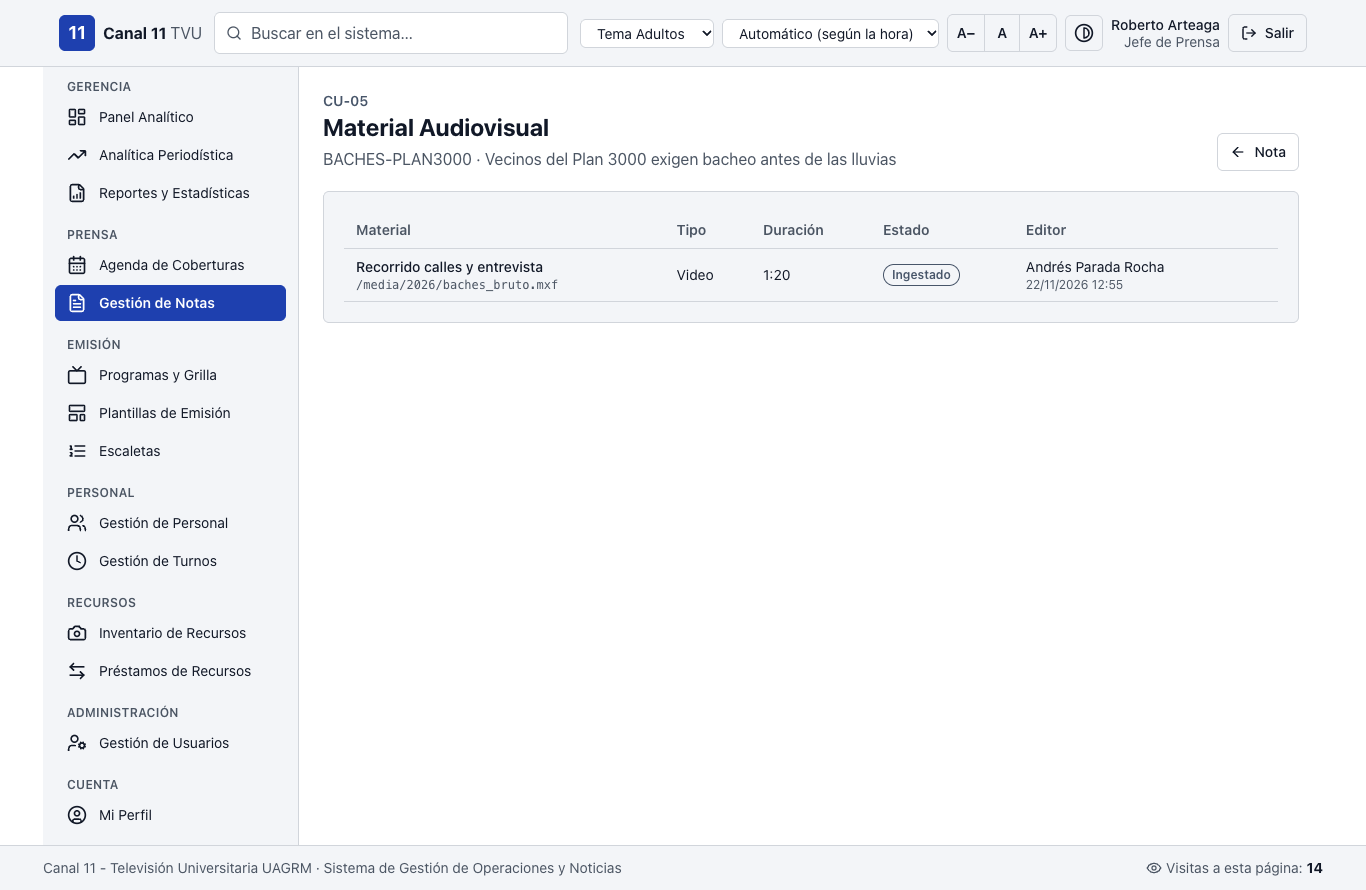 11 Canal 11 TVU
Buscar en el sistema...
Tema Adultos
Automático (según la hora)
A− A A+
Roberto Arteaga
Jefe de Prensa
Salir
GERENCIA
Panel Analítico
Analítica Periodística
Reportes y Estadísticas
PRENSA
Agenda de Coberturas
Gestión de Notas
EMISIÓN
Programas y Grilla
Plantillas de Emisión
Escaletas
PERSONAL
Gestión de Personal
Gestión de Turnos
RECURSOS
Inventario de Recursos
Préstamos de Recursos
ADMINISTRACIÓN
Gestión de Usuarios
CUENTA
Mi Perfil
CU-05
Material Audiovisual
BACHES-PLAN3000 · Vecinos del Plan 3000 exigen bacheo antes de las lluvias
Nota
Material Tipo Duración Estado Editor
Recorrido calles y entrevista Video 1:20 Ingestado Andrés Parada Rocha
/media/2026/baches_bruto.mxf 22/11/2026 12:55
Canal 11 - Televisión Universitaria UAGRM · Sistema de Gestión de Operaciones y Noticias
Visitas a esta página: 14